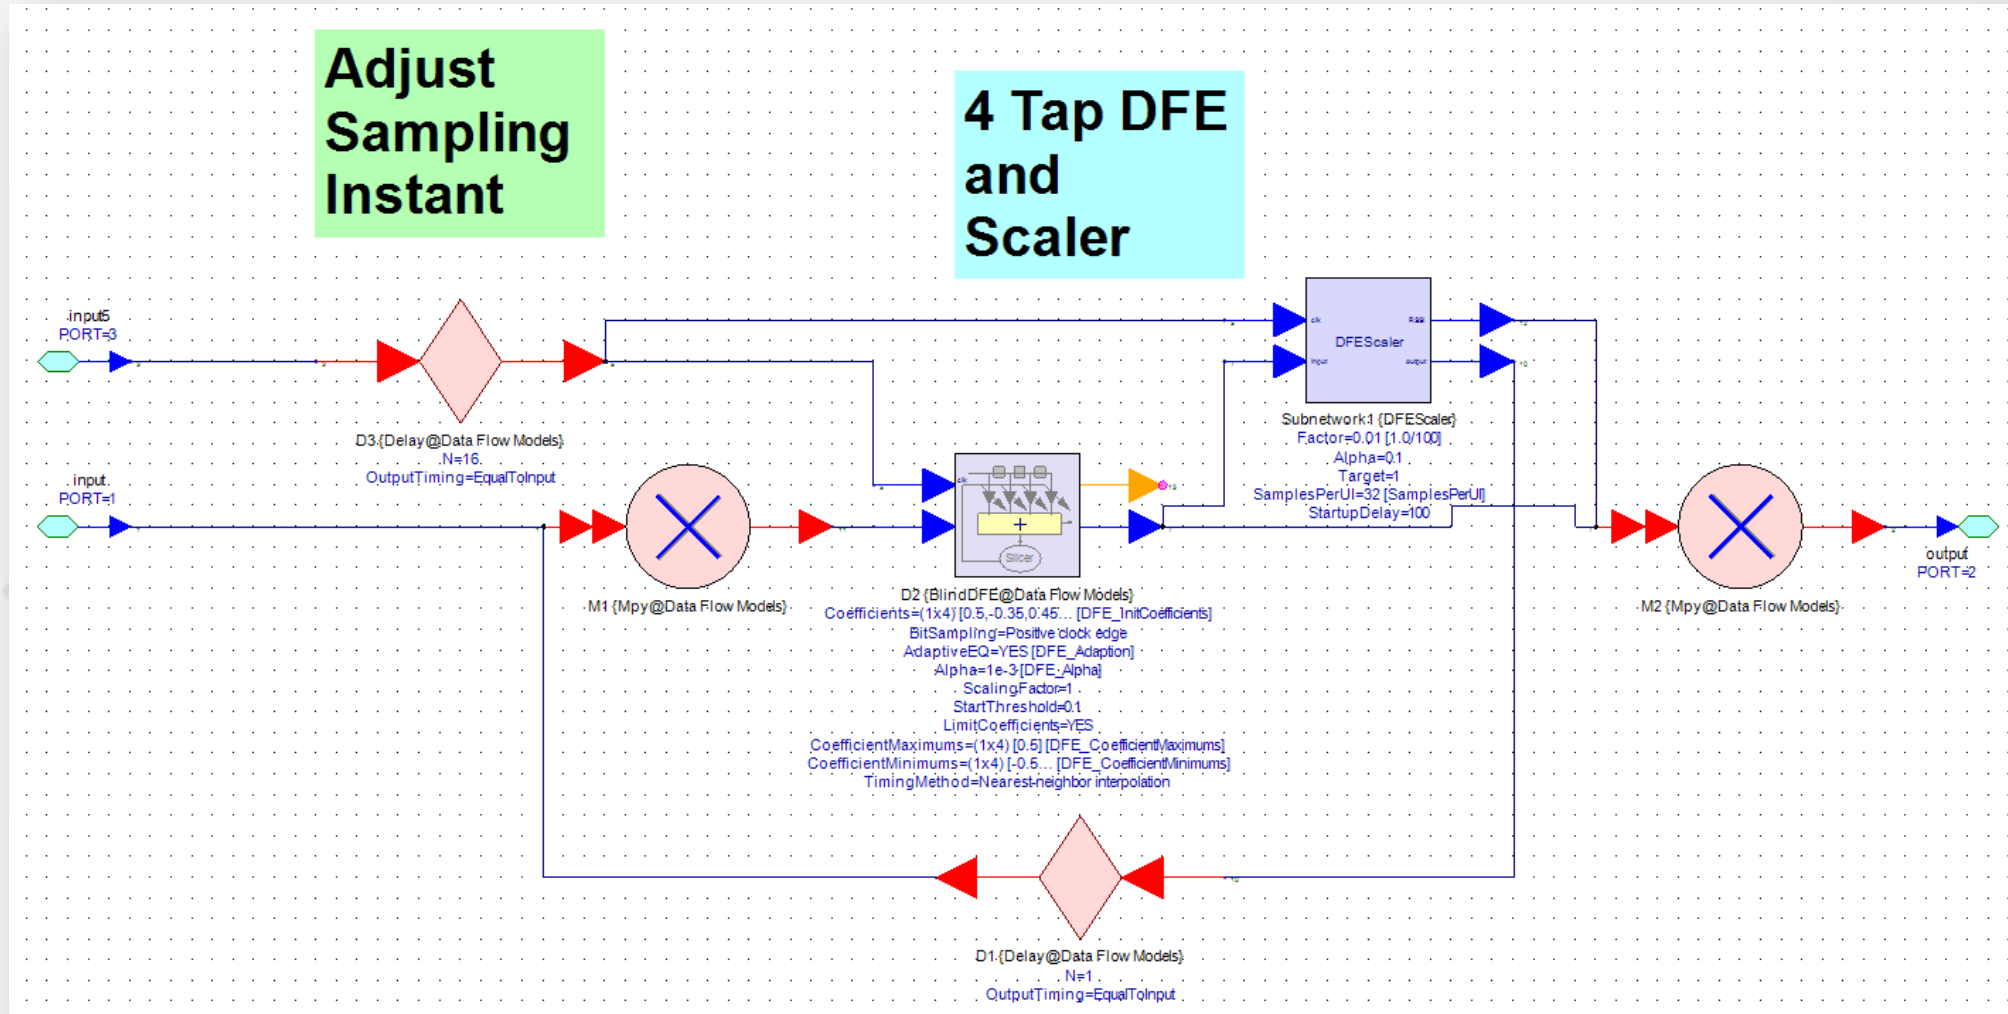 Adjust
Sampling
Instant
4 Tap DFE
and
Scaler
input5
PORT=3
D3 {Delay@Data Flow Models}
N=16
OutputTiming=EqualToInput
input
PORT=1
M1 {Mpy@Data Flow Models}
clk
+
Slicer
D2 {BlindDFE@Data Flow Models}
Coefficients=(1x4) [0.5,-0.35,0.45... [DFE_InitCoefficients]
BitSampling=Positive clock edge
AdaptiveEQ=YES [DFE_Adaption]
Alpha=1e-3 [DFE_Alpha]
ScalingFactor=1
StartThreshold=0.1
LimitCoefficients=YES
CoefficientMaximums=(1x4) [0.5] [DFE_CoefficientMaximums]
CoefficientMinimums=(1x4) [-0.5... [DFE_CoefficientMinimums]
TimingMethod=Nearest-neighbor interpolation
clk
input
DFEScaler
output
Subnetwork1 {DFEScaler}
Factor=0.01 [1.0/100]
Alpha=0.1
Target=1
SamplesPerUI=32 [SamplesPerUI]
StartupDelay=100
M2 {Mpy@Data Flow Models}
output
PORT=2
D1 {Delay@Data Flow Models}
N=1
OutputTiming=EqualToInput